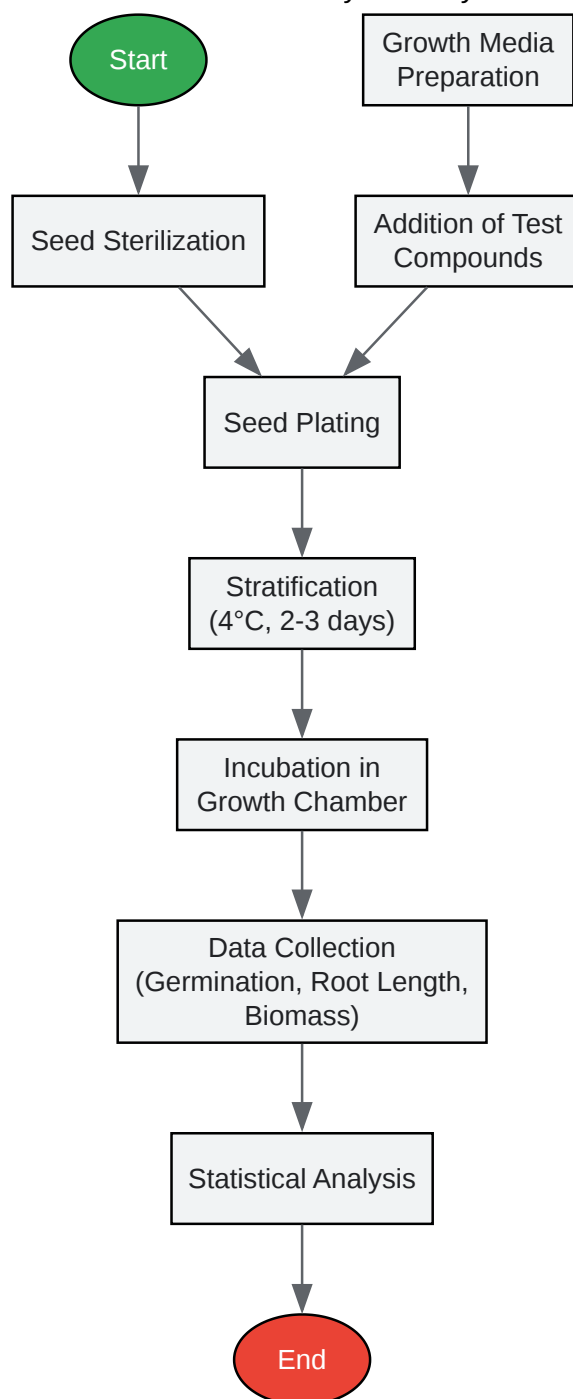 Start
Growth Media
Preparation
Seed Sterilization
Addition of Test
Compounds
Seed Plating
Stratification
(4°C, 2-3 days)
Incubation in
Growth Chamber
Data Collection
(Germination, Root Length,
Biomass)
Statistical Analysis
End